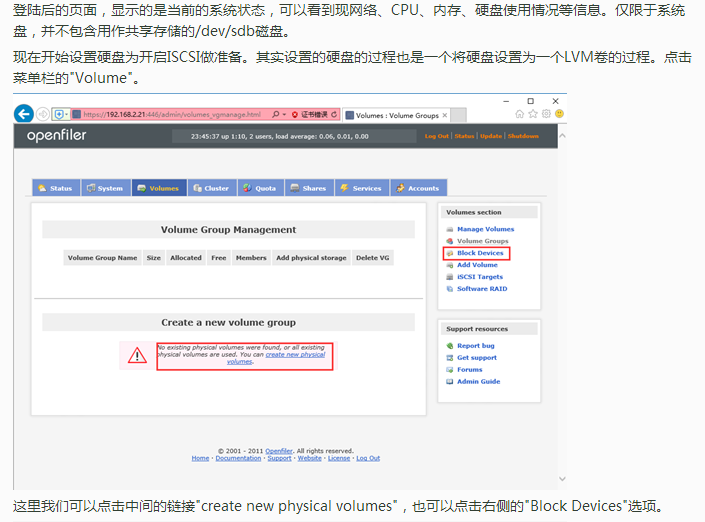 登陆后的页面，显示的是当前的系统状态，可以看到现网络、CPU、内存、硬盘使用情况等信息。仅限于系统
盘，并不包含用作共享存储的/dev/sdb磁盘。
现在开始设置硬盘为开启ISCSI做准备。其实设置的硬盘的过程也是一个将硬盘设置为一个LVM卷的过程。点击
菜单栏的"Volume"。
https://192.168.2.21:446/admin/volumes_vgmanage.html 证书错误 Volumes : Volume Groups
openfiler 23:45:37 up 1:10, 2 users, load average: 0.06, 0.01, 0.00 Log Out | Status | Update | Shutdown
Status System Volumes Cluster Quota Shares Services Accounts
Volume Group Management
Volume Group Name Size Allocated Free Members Add physical storage Delete VG
Create a new volume group
No existing physical volumes were found, or all existing
physical volumes are used. You can create new physical
volumes.
Volumes section
Manage Volumes
Volume Groups
Block Devices
Add Volume
iSCSI Targets
Software RAID
Support resources
Report bug
Get support
Forums
Admin Guide
© 2001 - 2011 Openfiler. All rights reserved.
Home · Documentation · Support · Website · License · Log Out
这里我们可以点击中间的链接"create new physical volumes"，也可以点击右侧的"Block Devices"选项。